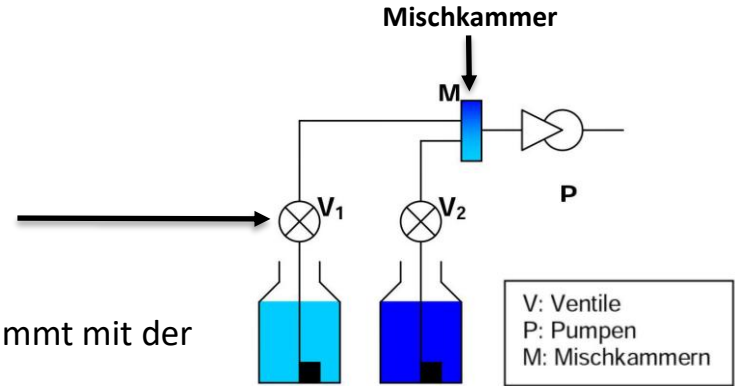 Mischkammer
M
V₁
V₂
P
V: Ventile
P: Pumpen
M: Mischkammern
mmt mit der